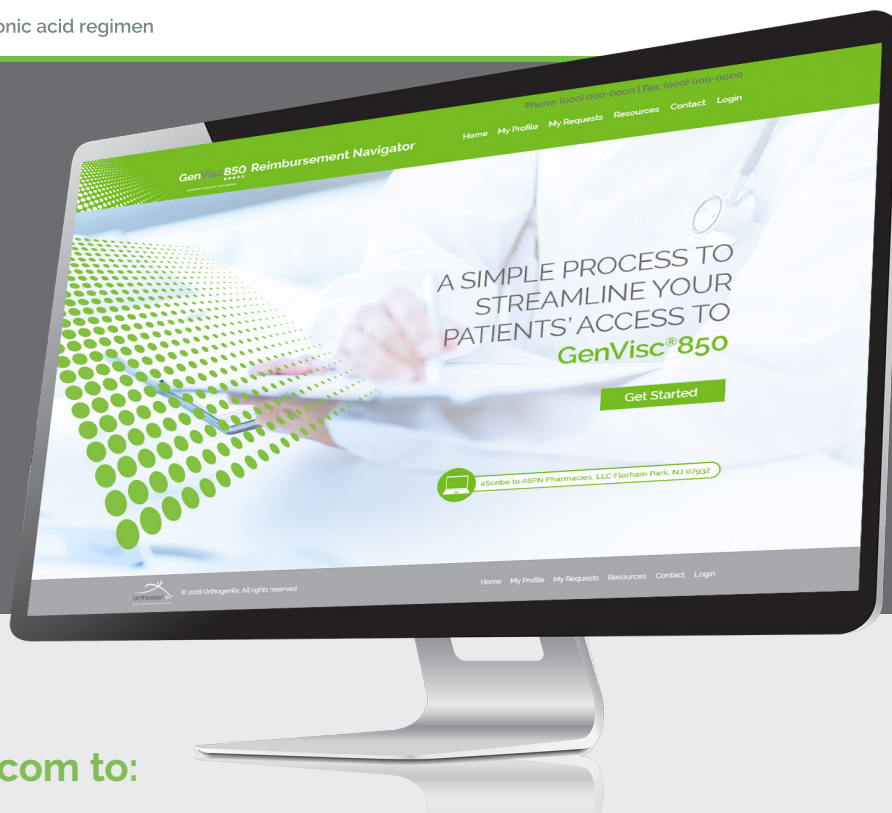 onic acid regimen
Phone: (000) 000-0000 | Fax: (000) 000-0000
Home My Profile My Requests Resources Contact Login
GenVisc 850 Reimbursement Navigator
A SIMPLE PROCESS TO
STREAMLINE YOUR
PATIENTS' ACCESS TO
GenVisc®850
Get Started
eScribe to ASPN Pharmacies, LLC Florham Park, NJ 07932
orthogenrx
© 2018 OrthogenRx, All rights reserved
Home My Profile My Requests Resources Contact Login
com to: